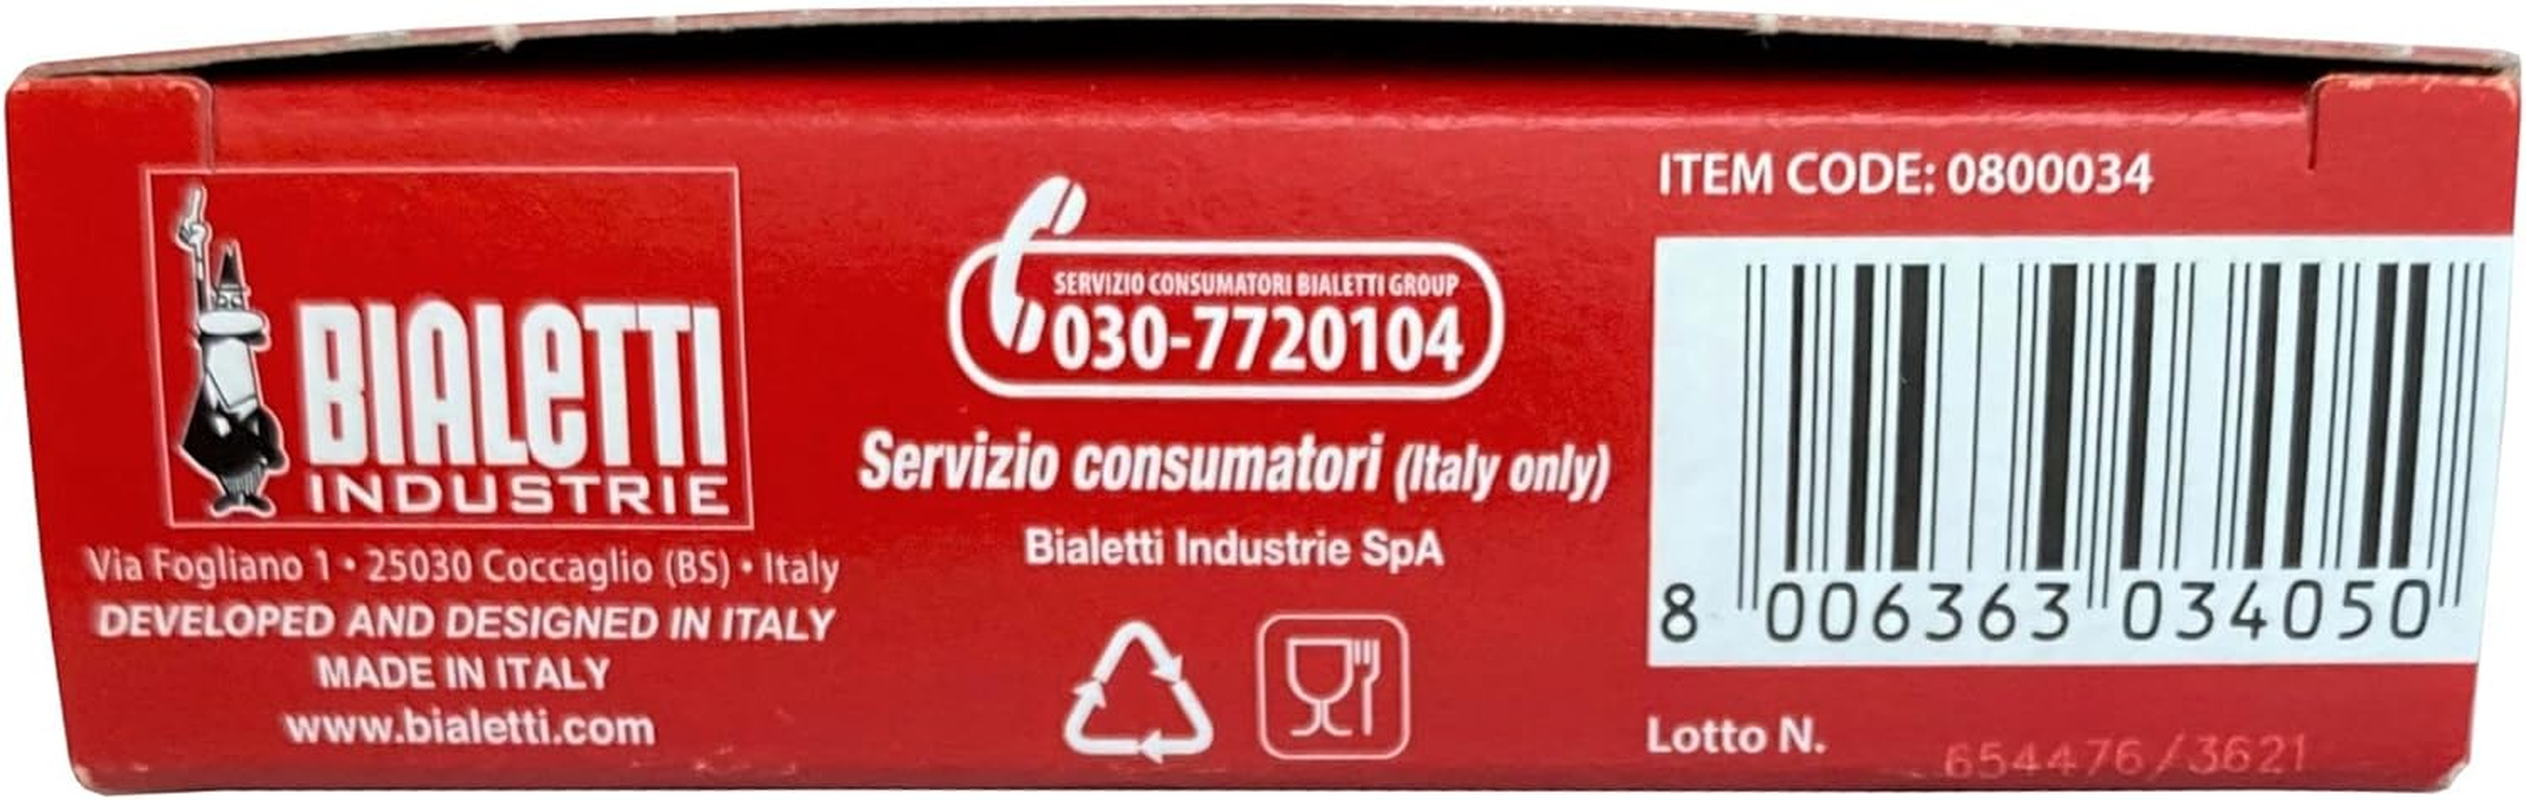 BIALETTI
INDUSTRIE
Via Fogliano 1 • 25030 Coccaglio (BS) • Italy
DEVELOPED AND DESIGNED IN ITALY
MADE IN ITALY
www.bialetti.com
SERVIZIO CONSUMATORI BIALETTI GROUP
030-7720104
Servizio consumatori (Italy only)
Bialetti Industrie SpA
ITEM CODE: 0800034
8 006363 034050
Lotto N. 654476/3621